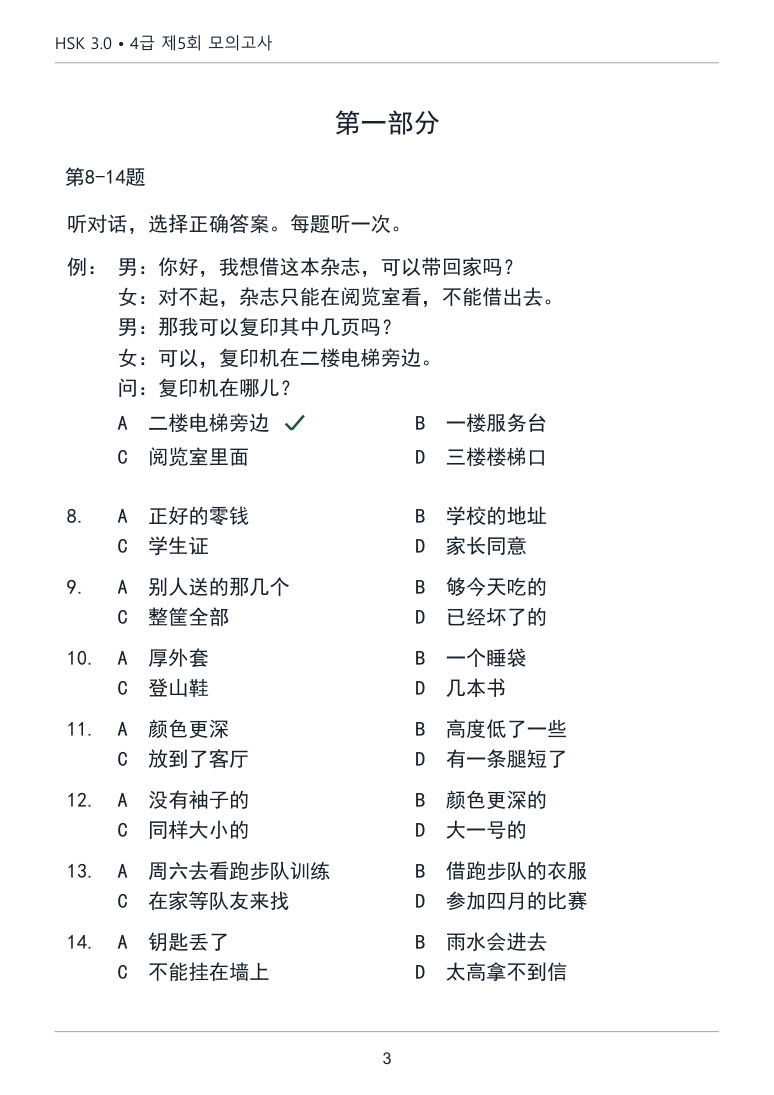 HSK 3.0 • 4급 제5회 모의고사
第一部分
第8-14题
听对话，选择正确答案。每题听一次。
例： 男：你好，我想借这本杂志，可以带回家吗？
女：对不起，杂志只能在阅览室看，不能借出去。
男：那我可以复印其中几页吗？
女：可以，复印机在二楼电梯旁边。
问：复印机在哪儿？
A 二楼电梯旁边 ✓ B 一楼服务台
C 阅览室里面 D 三楼楼梯口
8. A 正好的零钱 B 学校的地址
C 学生证 D 家长同意
9. A 别人送的那几个 B 够今天吃的
C 整筐全部 D 已经坏了的
10. A 厚外套 B 一个睡袋
C 登山鞋 D 几本书
11. A 颜色更深 B 高度低了一些
C 放到了客厅 D 有一条腿短了
12. A 没有袖子的 B 颜色更深的
C 同样大小的 D 大一号的
13. A 周六去看跑步队训练 B 借跑步队的衣服
C 在家等队友来找 D 参加四月的比赛
14. A 钥匙丢了 B 雨水会进去
C 不能挂在墙上 D 太高拿不到信
3